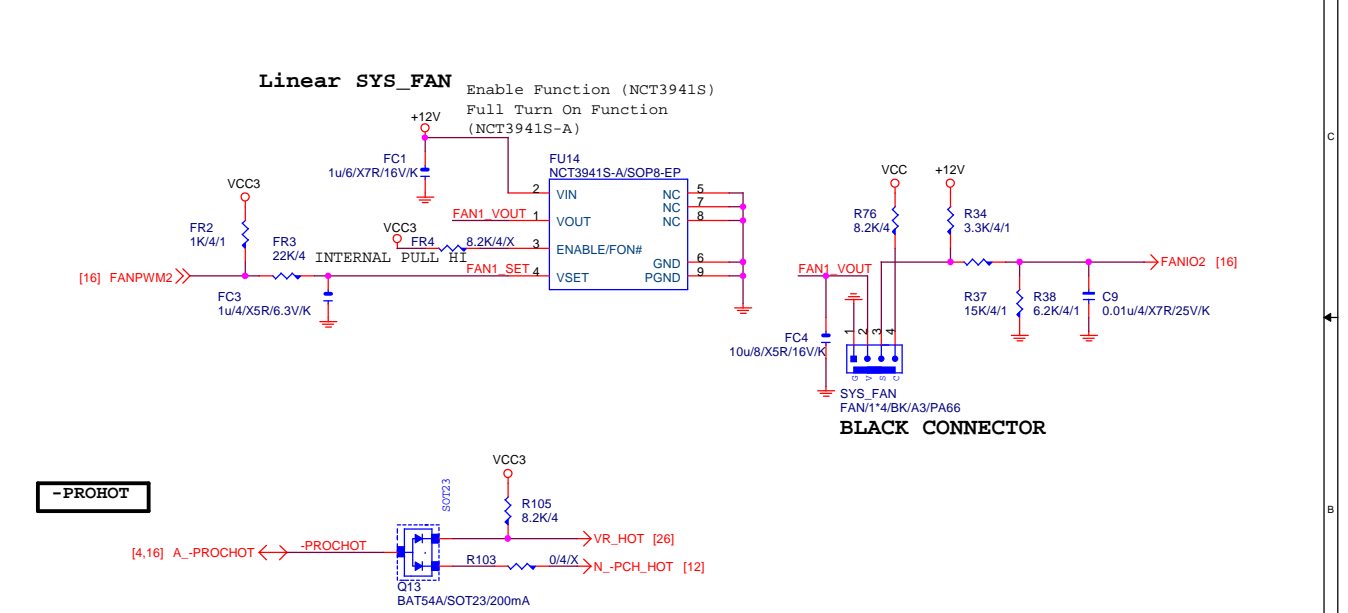 Linear SYS_FAN
Enable Function (NCT3941S)
Full Turn On Function
(NCT3941S-A)
+12V
FC1
1u/6/X7R/16V/K
FU14
NCT3941S-A/SOP8-EP
2 VIN
FAN1_VOUT 1 VOUT
3 ENABLE/FON#
FAN1_SET 4 VSET
NC 5
NC 7
NC 8
GND 6
PGND 9
VCC3
FR2
1K/4/1
FR3
22K/4
VCC3
FR4 8.2K/4/X
INTERNAL PULL HI
[16] FANPWM2
FC3
1u/4/X5R/6.3V/K
VCC
+12V
R76
8.2K/4
R34
3.3K/4/1
FAN1_VOUT
FANIO2 [16]
R37
15K/4/1
R38
6.2K/4/1
C9
0.01u/4/X7R/25V/K
FC4
10u/8/X5R/16V/K
1 2 3 4
G V S C
SYS_FAN
FAN/1*4/BK/A3/PA66
BLACK CONNECTOR
C
B
-PROHOT
VCC3
SOT23
R105
8.2K/4
[4,16] A_-PROCHOT
-PROCHOT
VR_HOT [26]
R103 0/4/X
N_-PCH_HOT [12]
Q13
BAT54A/SOT23/200mA